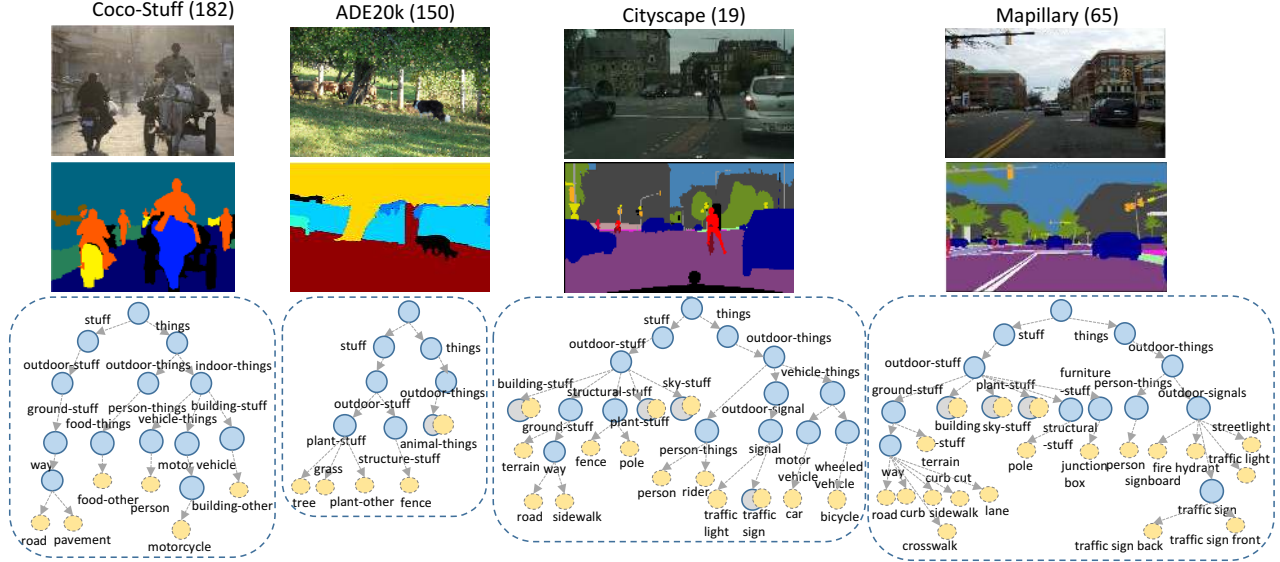 Coco-Stuff (182)
ADE20k (150)
Cityscape (19)
Mapillary (65)
stuff
things
outdoor-stuff
outdoor-things
indoor-things
ground-stuff
person-things
building-stuff
food-things
vehicle-things
way
motor vehicle
food-other
person
building-other
road
pavement
motorcycle
stuff
things
outdoor-things
outdoor-stuff
plant-stuff
animal-things
grass
structure-stuff
tree
plant-other
fence
things
outdoor-stuff
outdoor-things
building-stuff
structural-stuff
sky-stuff
vehicle-things
ground-stuff
plant-stuff
outdoor-signal
terrain
way
fence
pole
person-things
signal
motor
vehicle
wheeled
vehicle
road
sidewalk
person
rider
traffic
light
traffic
sign
car
bicycle
stuff
things
outdoor-stuff
outdoor-things
ground-stuff
plant-stuff
furniture
-stuff
person-things
outdoor-signals
building
sky-stuff
structural
-stuff
streetlight
-stuff
terrain
way
curb cut
pole
junction
box
person
signboard
fire hydrant
traffic light
road
curb
sidewalk
lane
crosswalk
traffic sign
traffic sign back
traffic sign front